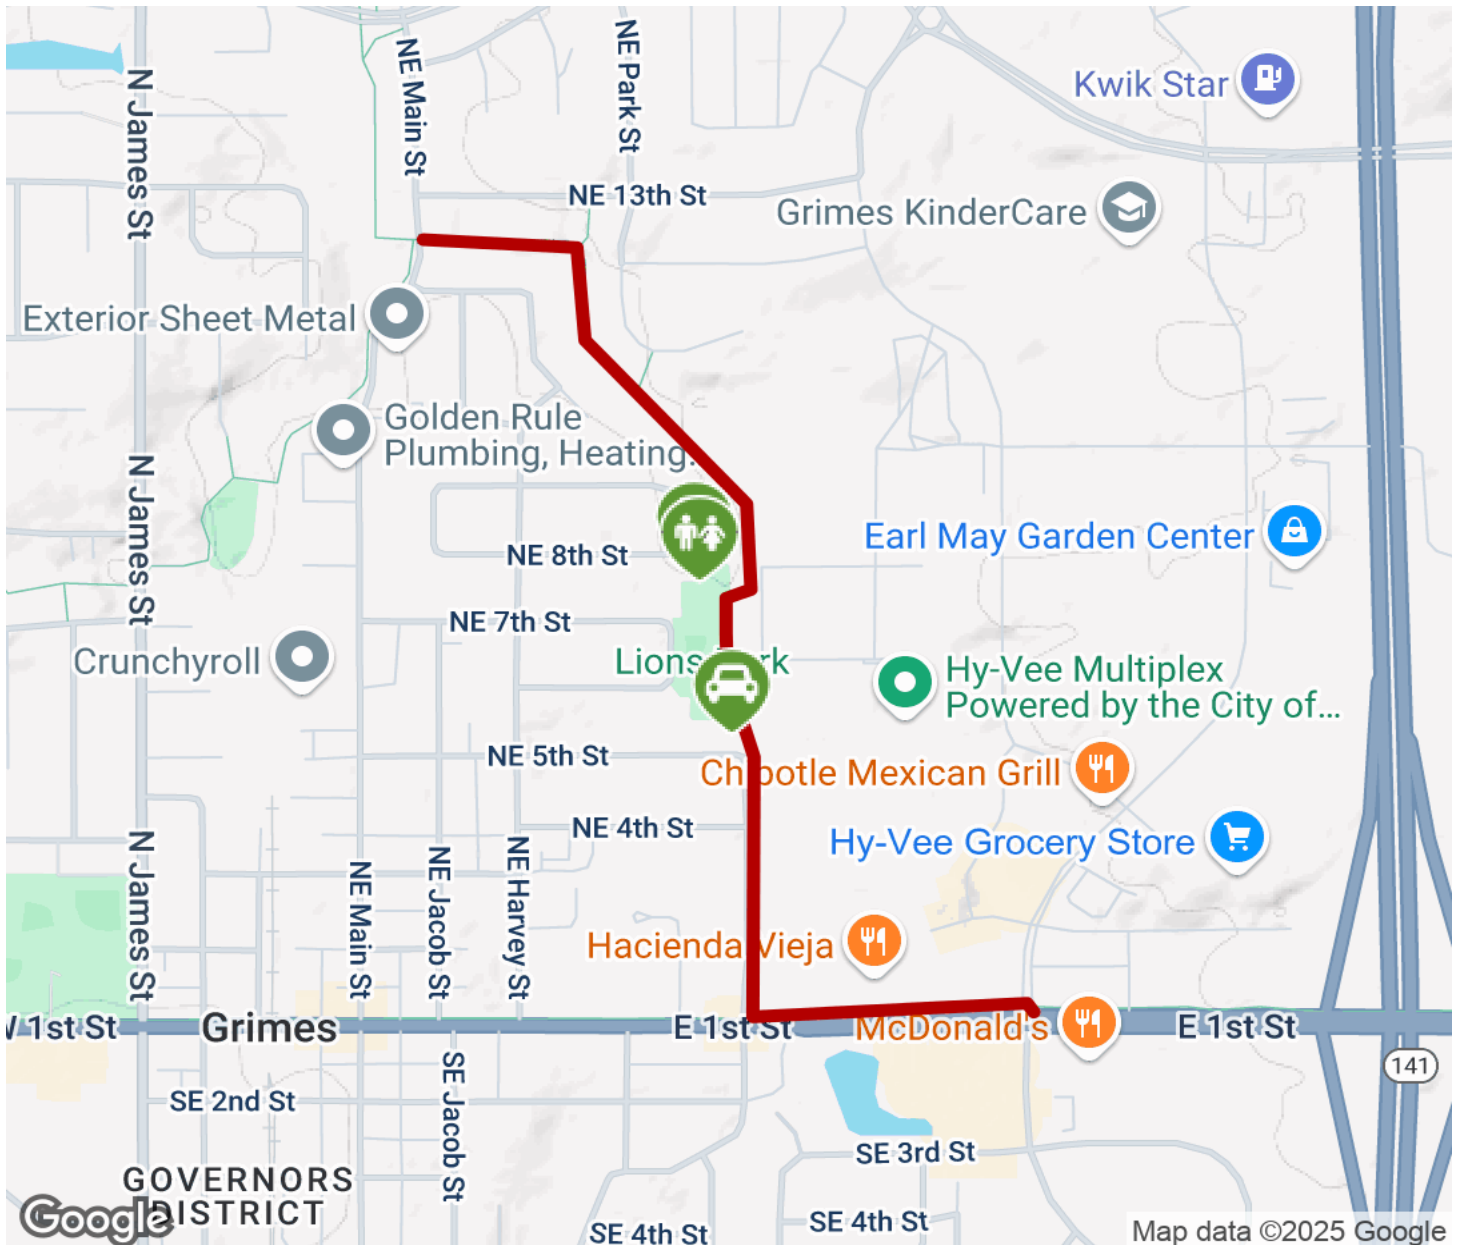 NE Main St
NE Park St
Kwik Star
N James St
NE 13th St
Grimes KinderCare
Exterior Sheet Metal
Golden Rule
Plumbing, Heating.
N James St
NE 8th St
Earl May Garden Center
NE 7th St
Crunchyroll
Hy-Vee Multiplex
Powered by the City of...
NE 5th St
Chipotle Mexican Grill
NE 4th St
Hy-Vee Grocery Store
N James St
NE Main St
NE Jacob St
NE Harvey St
Hacienda Vieja
1st St
Grimes
E 1st St
McDonald's
E 1st St
141
SE 2nd St
SE Jacob St
SE 3rd St
GOVERNORS
DISTRICT
Google
SE 4th St
SE 4th St
Map data ©2025 Google